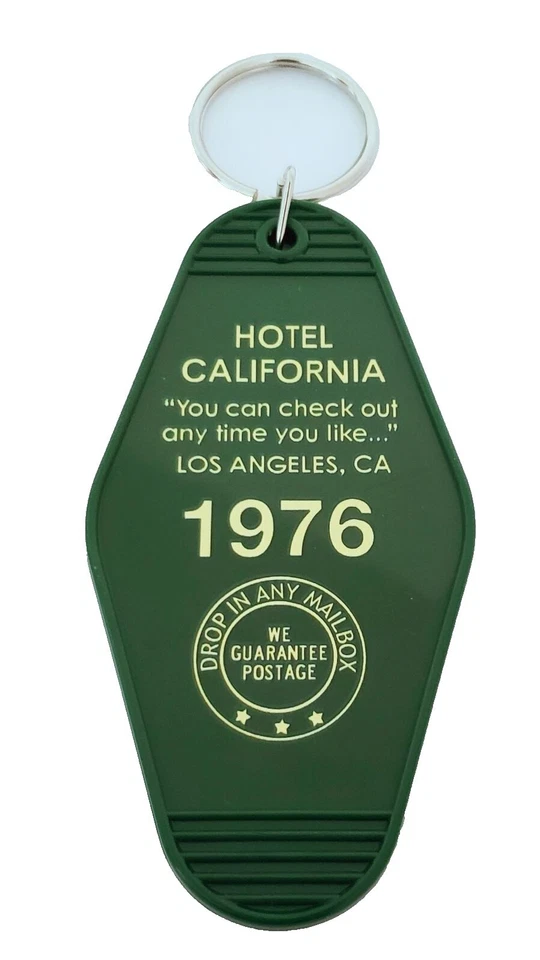 HOTEL
CALIFORNIA
“You can check out
any time you like...”
LOS ANGELES, CA
1976
DROP IN ANY MAILBOX
WE
GUARANTEE
POSTAGE